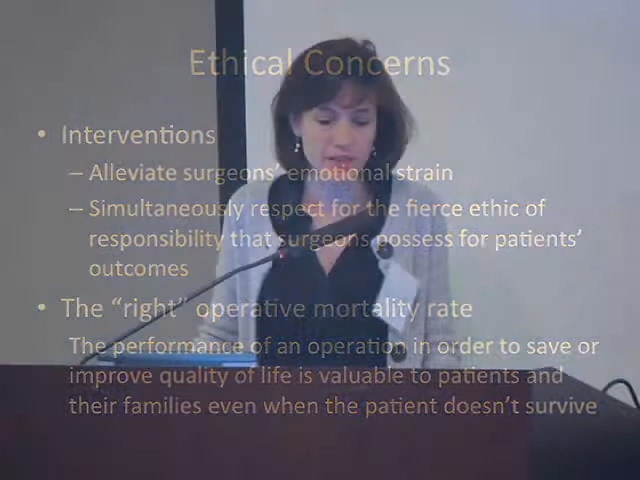 Ethical Concerns
• Interventions
– Alleviate surgeons' emotional strain
– Simultaneously respect for the fierce ethic of
responsibility that surgeons possess for patients'
outcomes
• The “right” operative mortality rate
The performance of an operation in order to save or
improve quality of life is valuable to patients and
their families even when the patient doesn't survive